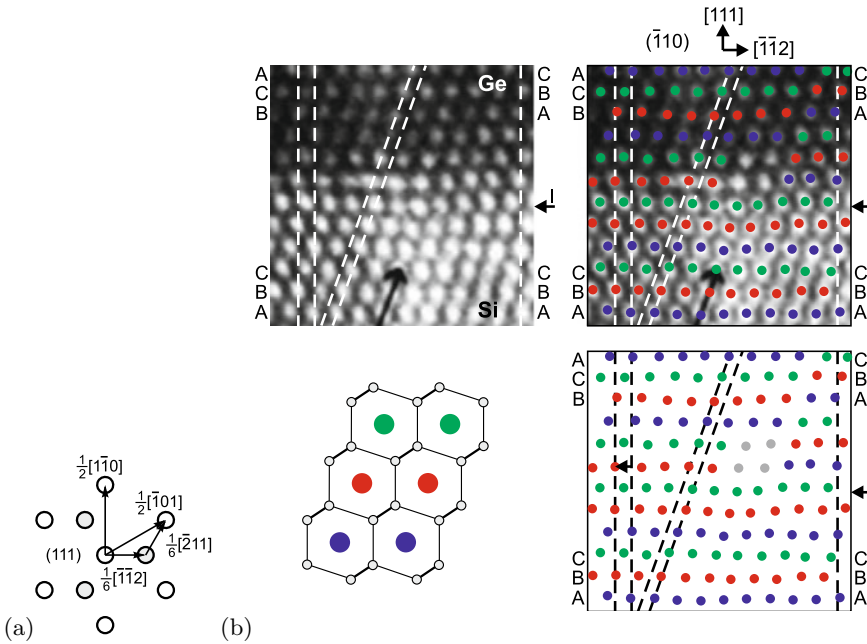 [111]
(1̄10)
[1̄1̄2]
A
C
B
Ge
C
B
A
I
C
B
A
Si
C
B
A
A
C
B
C
B
A
C
B
A
C
B
A
A
C
B
C
B
A
C
B
A
C
B
A
1/2[11̄0]
1/2[1̄01]
(111)
1/6[2̄11]
1/6[1̄1̄2]
(a)
(b)